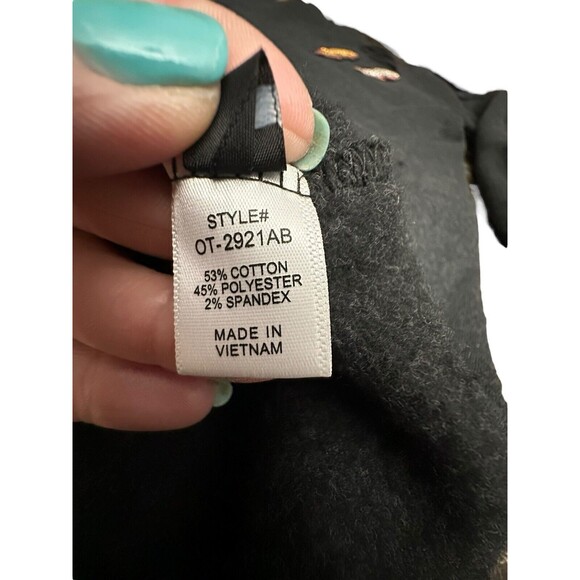 STYLE#
OT-2921AB
53% COTTON
45% POLYESTER
2% SPANDEX
MADE IN
VIETNAM